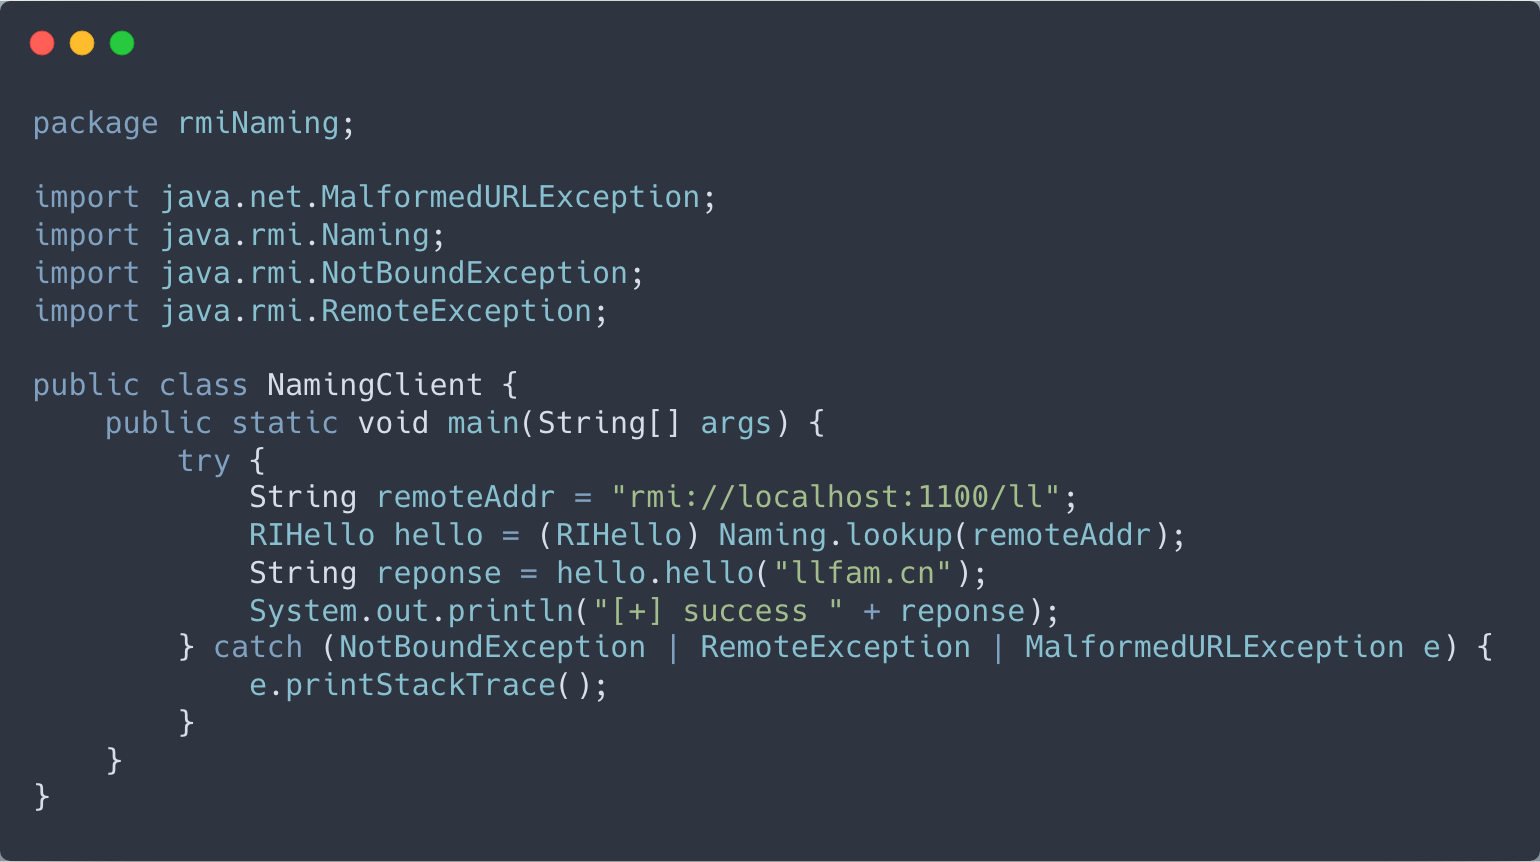 package rmiNaming;

import java.net.MalformedURLException;
import java.rmi.Naming;
import java.rmi.NotBoundException;
import java.rmi.RemoteException;

public class NamingClient {
    public static void main(String[] args) {
        try {
            String remoteAddr = "rmi://localhost:1100/ll";
            RIHello hello = (RIHello) Naming.lookup(remoteAddr);
            String reponse = hello.hello("llfam.cn");
            System.out.println("[+] success " + reponse);
        } catch (NotBoundException | RemoteException | MalformedURLException e) {
            e.printStackTrace();
        }
    }
}